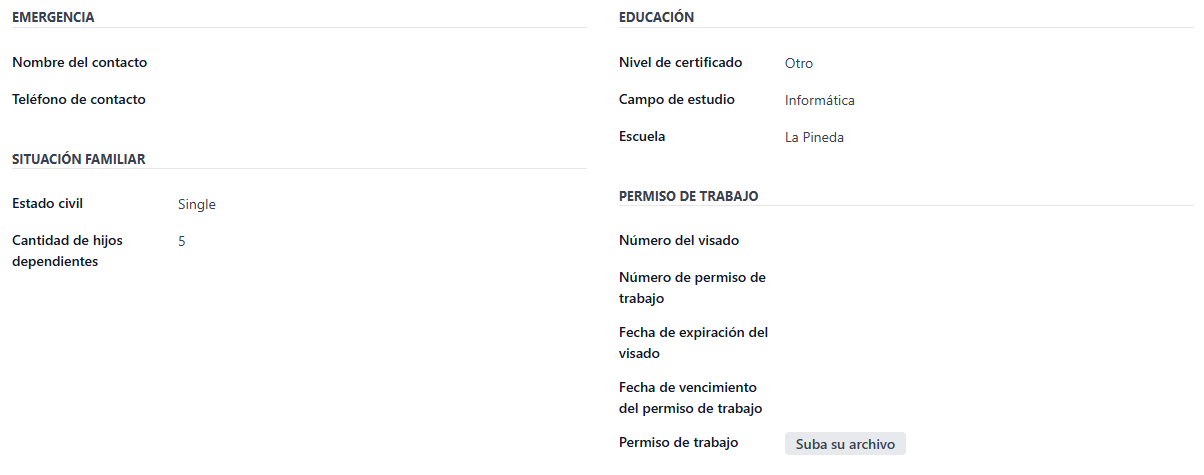 EMERGENCIA
Nombre del contacto
Teléfono de contacto
SITUACIÓN FAMILIAR
Estado civil Single
Cantidad de hijos 5
dependientes
EDUCACIÓN
Nivel de certificado Otro
Campo de estudio Informática
Escuela La Pineda
PERMISO DE TRABAJO
Número del visado
Número de permiso de
trabajo
Fecha de expiración del
visado
Fecha de vencimiento
del permiso de trabajo
Permiso de trabajo Suba su archivo